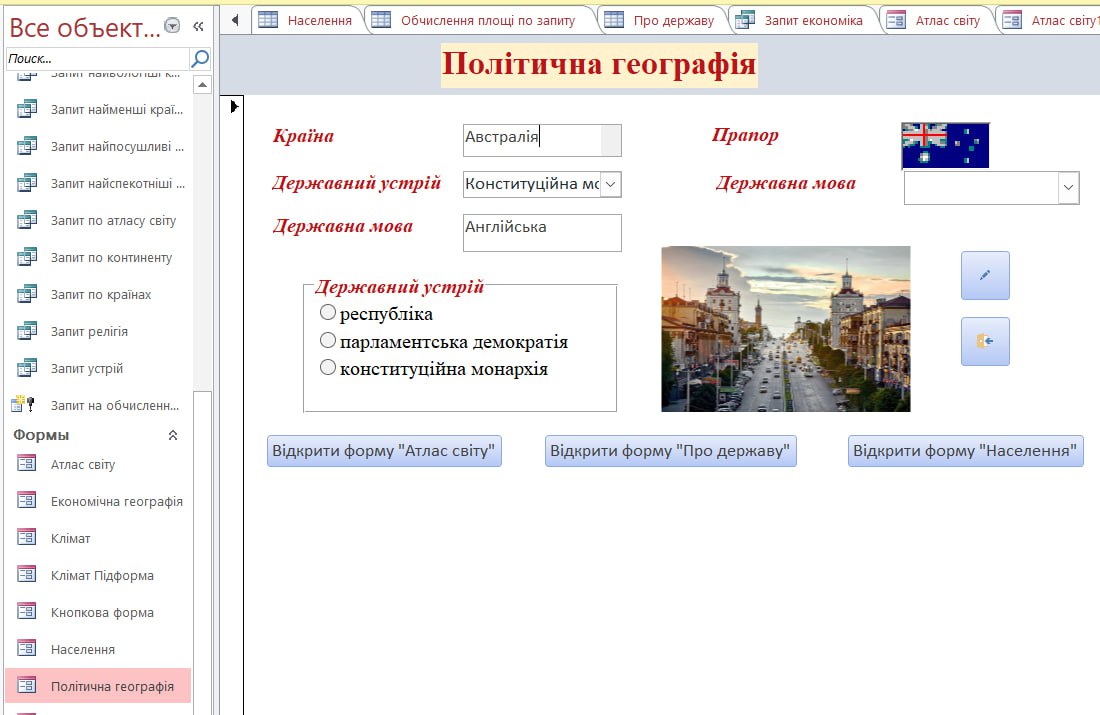 Все объект...
Поиск...
Запит найвологіші к...
Запит найменші краї...
Запит найпосушливі ...
Запит найспекотніші ...
Запит по атласу світу
Запит по континенту
Запит по країнах
Запит релігія
Запит устрій
Запит на обчисленн...
Формы
Атлас світу
Економічна географія
Клімат
Клімат Підформа
Кнопкова форма
Населення
Політична географія
Населення
Обчислення площі по запиту
Про державу
Запит економіка
Атлас світу
Атлас світу1
Політична географія
Країна
Австралія
Прапор
Державний устрій
Конституційна мо
Державна мова
Державна мова
Англійська
Державний устрій
республіка
парламентська демократія
конституційна монархія
Відкрити форму "Атлас світу"
Відкрити форму "Про державу"
Відкрити форму "Населення"